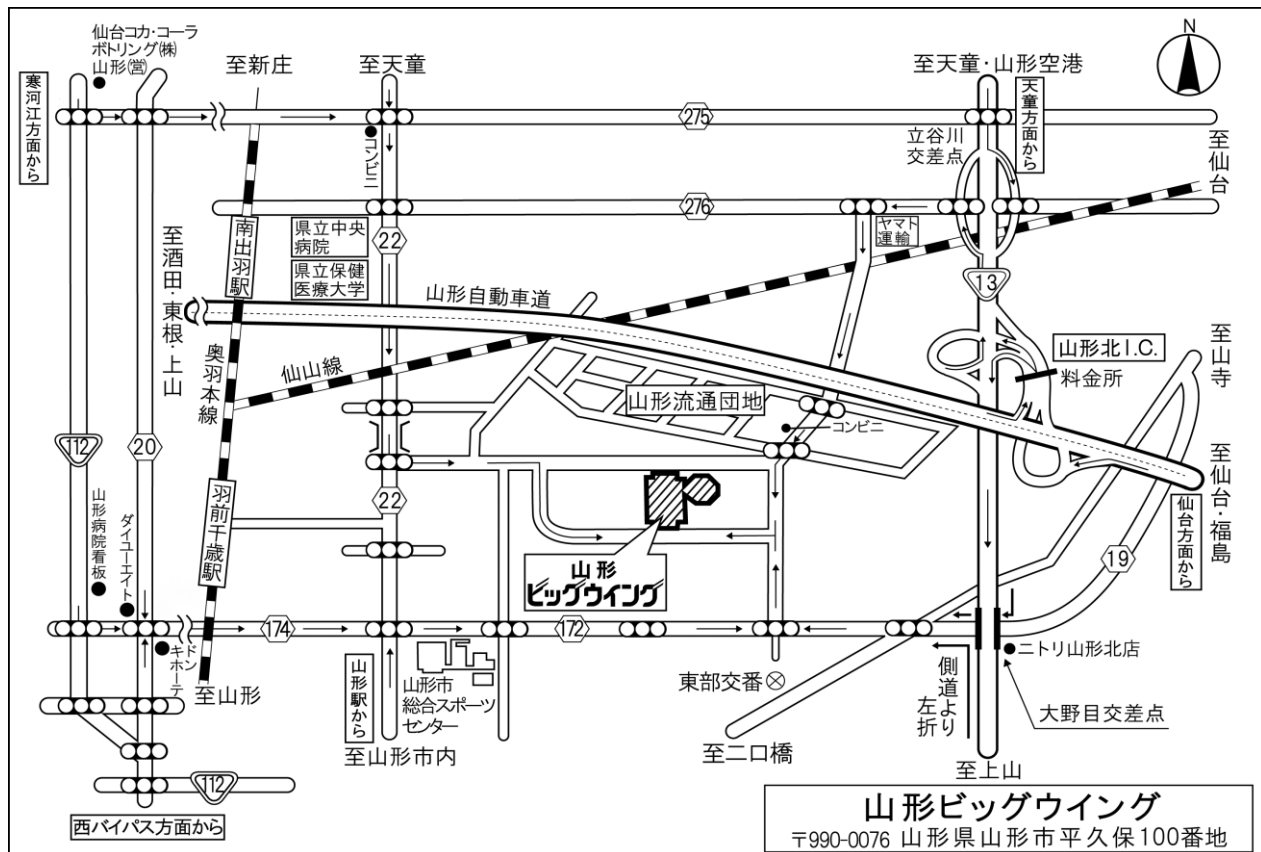 仙台コカ・コーラ
ボトリング(株)
山形(営)
至新庄
至天童
至天童・山形空港
N
寒河江方面から
天童方面から
275
コンビニ
立谷川
交差点
至仙台
276
県立中央
病院
22
ヤマト
運輸
南出羽駅
県立保健
医療大学
至酒田・東根・上山
山形自動車道
13
山形北I.C.
料金所
至山寺
奥羽本線
仙山線
山形流通団地
コンビニ
112
20
22
至仙台・福島
仙台方面から
山形病院看板
ダイユーエイト
羽前千歳駅
山形
ビッグウイング
19
174
172
ドン
キホーテ
ニトリ山形北店
至山形
山形駅から
山形市
総合スポーツ
センター
東部交番
側道より
左折
大野目交差点
至山形市内
至二口橋
至上山
112
西バイパス方面から
山形ビッグウイング
〒990-0076 山形県山形市平久保100番地